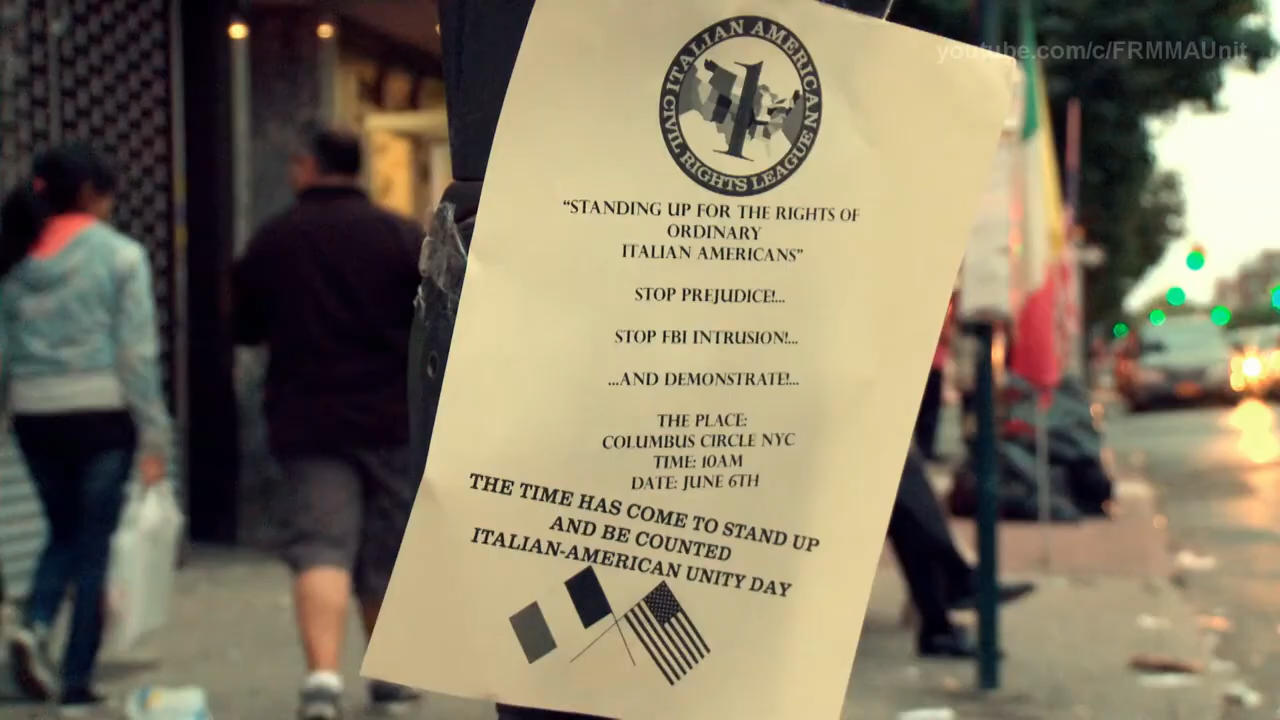 youtube.com/c/FRMMAUnit
ITALIAN AMERICAN
CIVIL RIGHTS LEAGUE
1
“STANDING UP FOR THE RIGHTS OF
ORDINARY
ITALIAN AMERICANS”
STOP PREJUDICE!...
STOP FBI INTRUSION!...
...AND DEMONSTRATE!...
THE PLACE:
COLUMBUS CIRCLE NYC
TIME: 10AM
DATE: JUNE 6TH
THE TIME HAS COME TO STAND UP
AND BE COUNTED
ITALIAN-AMERICAN UNITY DAY